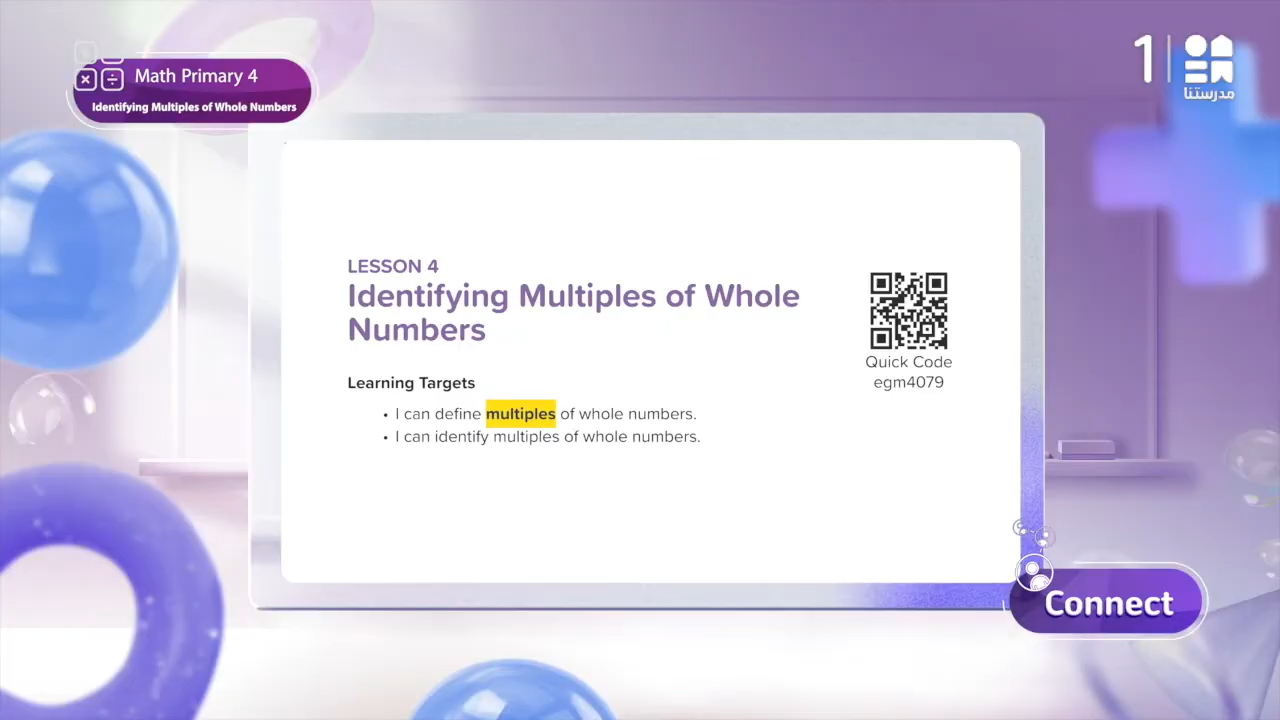 Math Primary 4
Identifying Multiples of Whole Numbers
1
مدرستنا
LESSON 4
Identifying Multiples of Whole
Numbers
Quick Code
egm4079
Learning Targets
• I can define multiples of whole numbers.
• I can identify multiples of whole numbers.
Connect